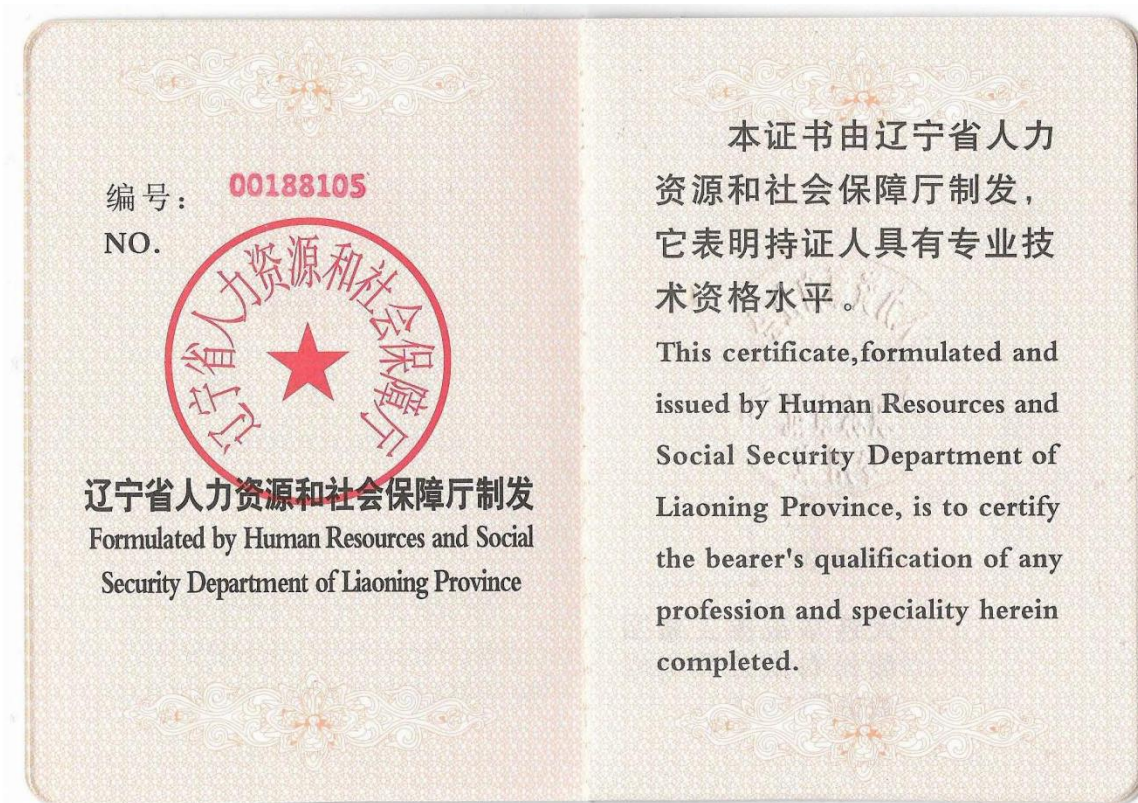 编号：
00188105
NO.
辽宁省人力资源和社会保障厅
辽宁省人力资源和社会保障厅制发
Formulated by Human Resources and Social
Security Department of Liaoning Province
本证书由辽宁省人力
资源和社会保障厅制发，
它表明持证人具有专业技
术资格水平。
This certificate,formulated and
issued by Human Resources and
Social Security Department of
Liaoning Province, is to certify
the bearer's qualification of any
profession and speciality herein
completed.